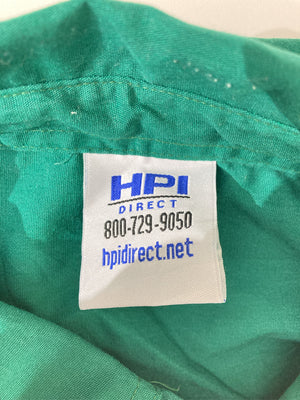 HPI
DIRECT
800-729-9050
hpidirect.net